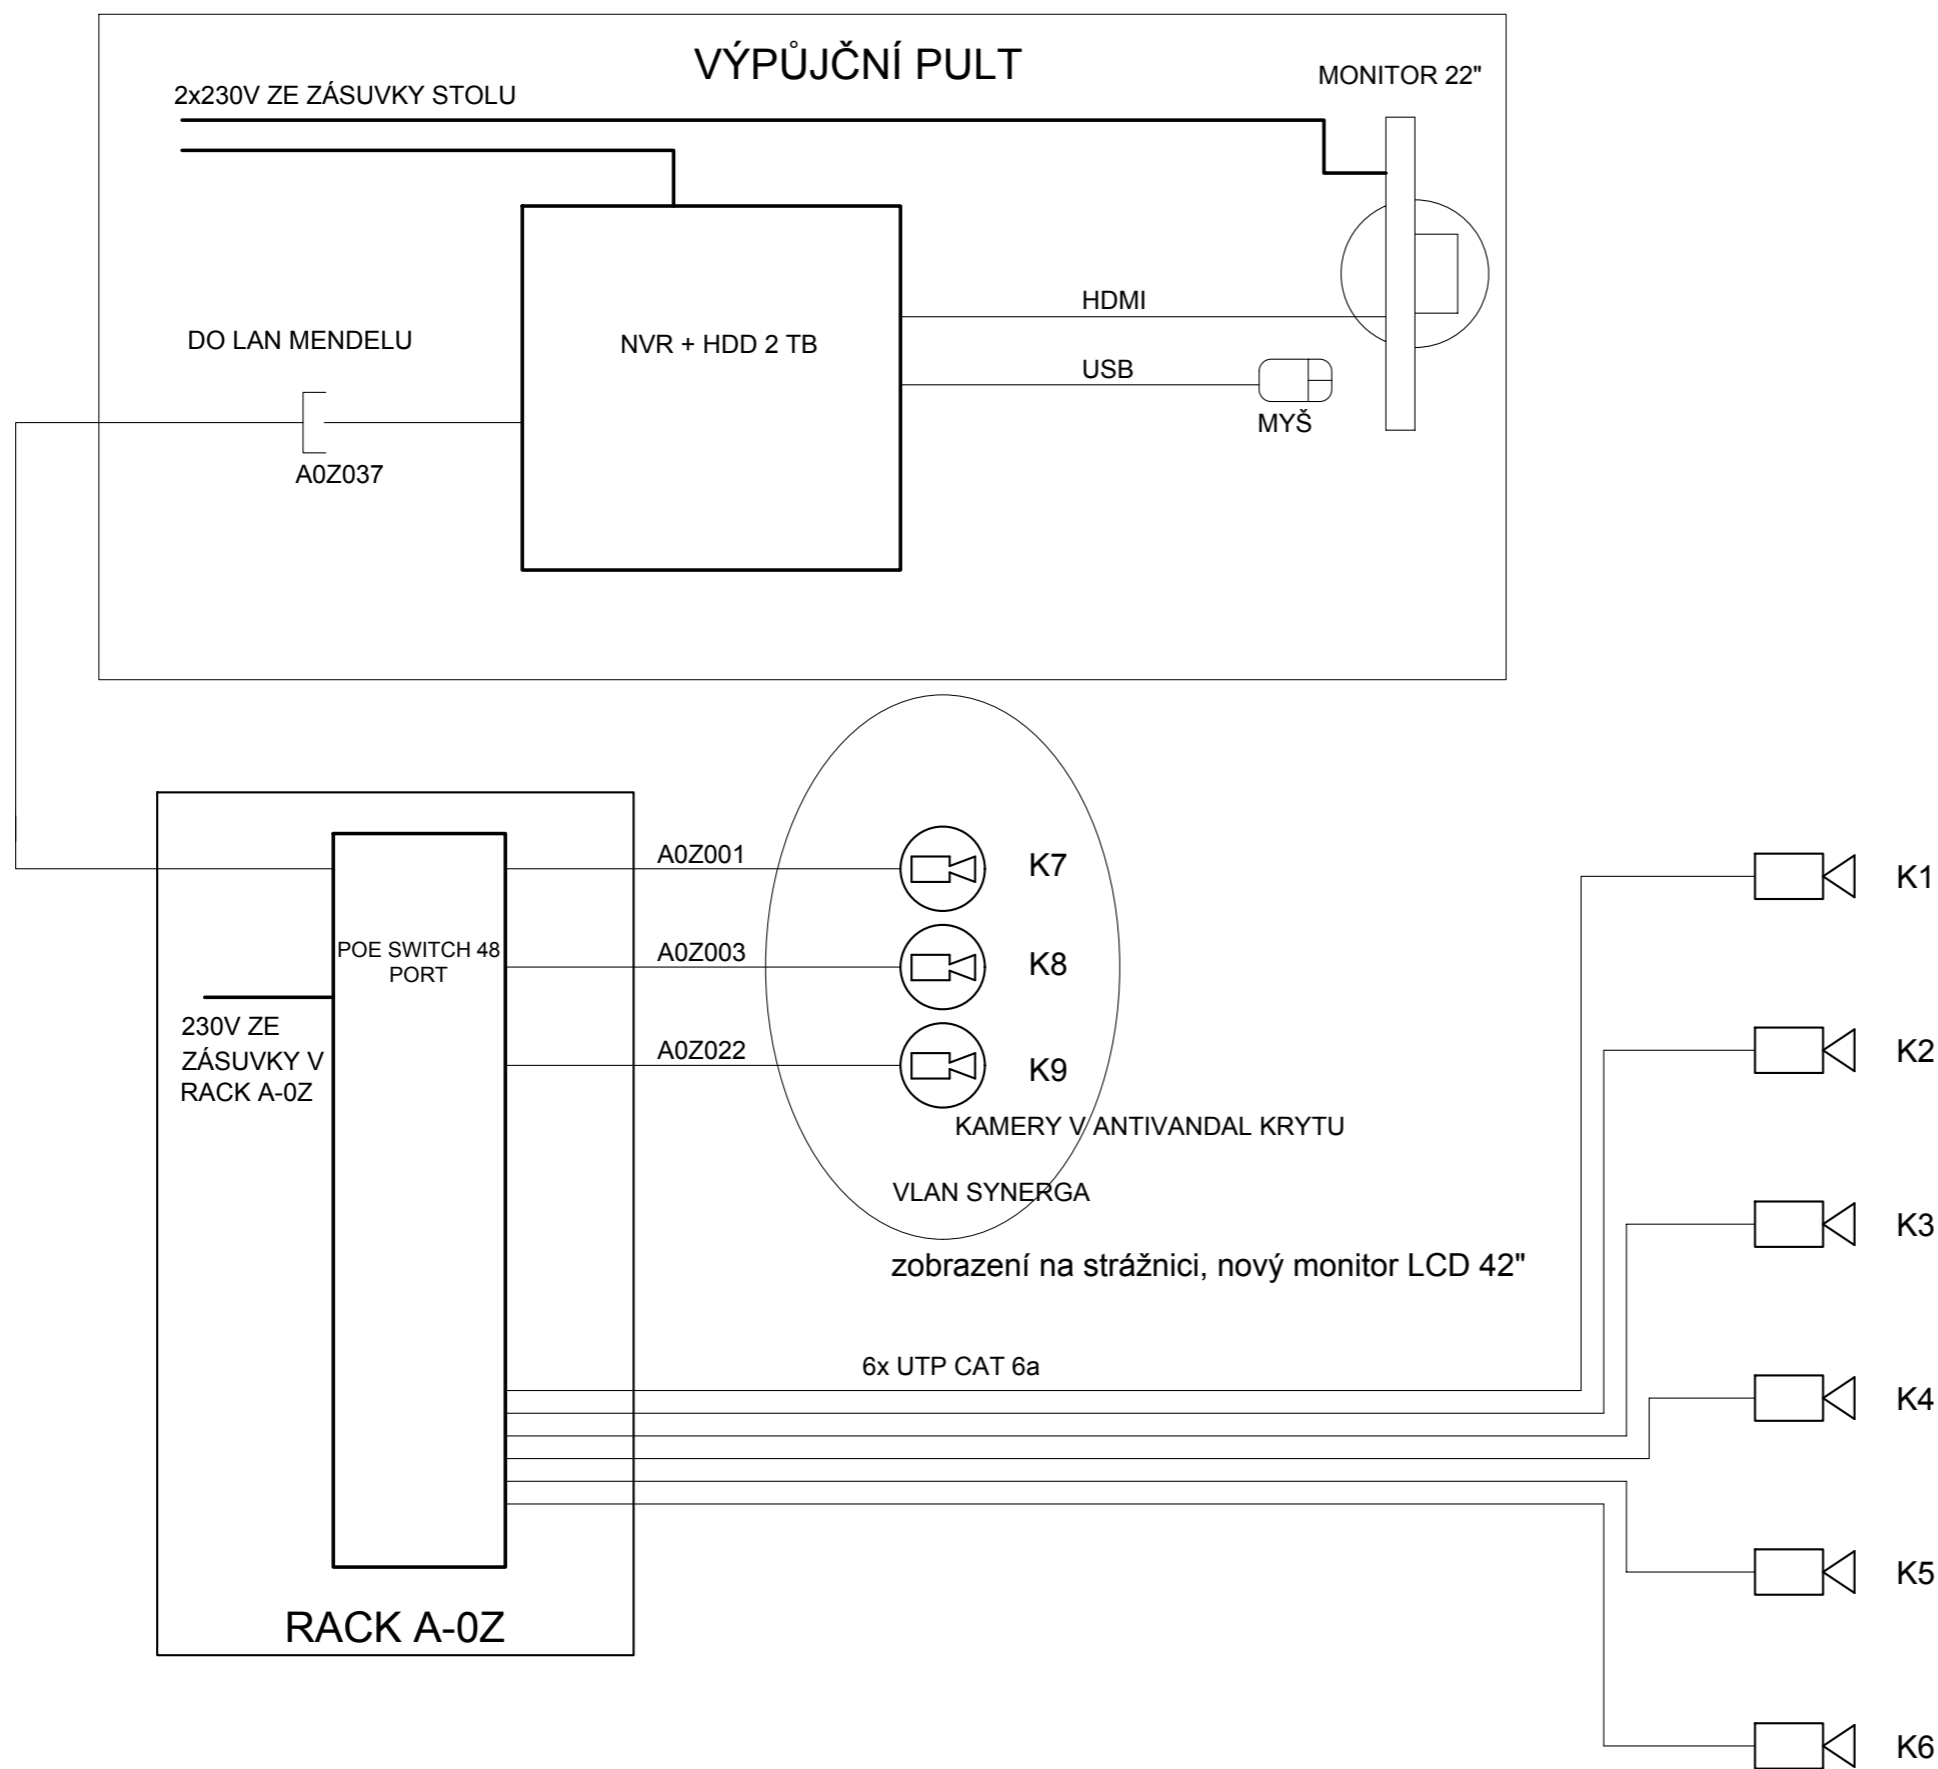 VÝPŮJČNÍ PULT
MONITOR 22"
2x230V ZE ZÁSUVKY STOLU
HDMI
DO LAN MENDELU
NVR + HDD 2 TB
USB
MYŠ
A0Z037
A0Z001
K7
K1
POE SWITCH 48
PORT
A0Z003
K8
230V ZE
ZÁSUVKY V
RACK A-0Z
A0Z022
K9
K2
KAMERY V ANTIVANDAL KRYTU
VLAN SYNERGA
K3
zobrazení na strážnici, nový monitor LCD 42"
6x UTP CAT 6a
K4
K5
RACK A-0Z
K6